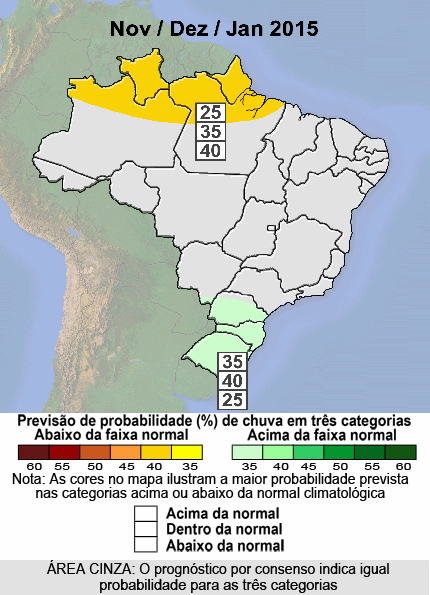 Nov / Dez / Jan 2015
25
35
40
35
40
25
Previsão de probabilidade (%) de chuva em três categorias
Abaixo da faixa normal Acima da faixa normal
60 55 50 45 40 35 35 40 45 50 55 60
Nota: As cores no mapa ilustram a maior probabilidade prevista
nas categorias acima ou abaixo da normal climatológica
Acima da normal
Dentro da normal
Abaixo da normal
ÁREA CINZA: O prognóstico por consenso indica igual
probabilidade para as três categorias